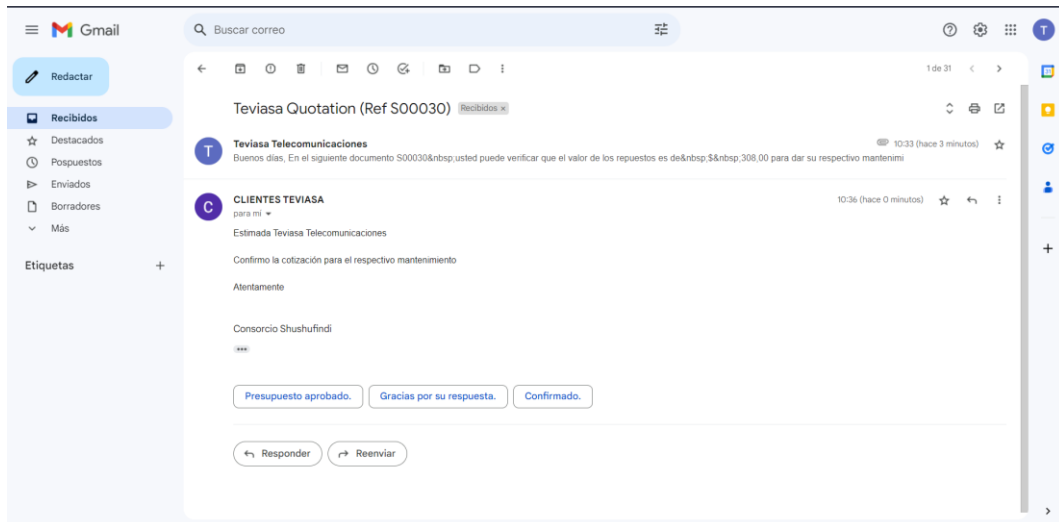 Gmail
Buscar correo
T
Redactar
1 de 31
Recibidos
Destacados
Pospuestos
Enviados
Borradores
Más
Etiquetas
Teviasa Quotation (Ref S00030) Recibidos ×
T
Teviasa Telecomunicaciones
10:33 (hace 3 minutos)
Buenos días, En el siguiente documento S00030&nbsp;usted puede verificar que el valor de los repuestos es de&nbsp;$&nbsp;308,00 para dar su respectivo mantenimi
C
CLIENTES TEVIASA
10:36 (hace 0 minutos)
para mí
Estimada Teviasa Telecomunicaciones
Confirmo la cotización para el respectivo mantenimiento
Atentamente
Consorcio Shushufindi
Presupuesto aprobado.
Gracias por su respuesta.
Confirmado.
Responder
Reenviar